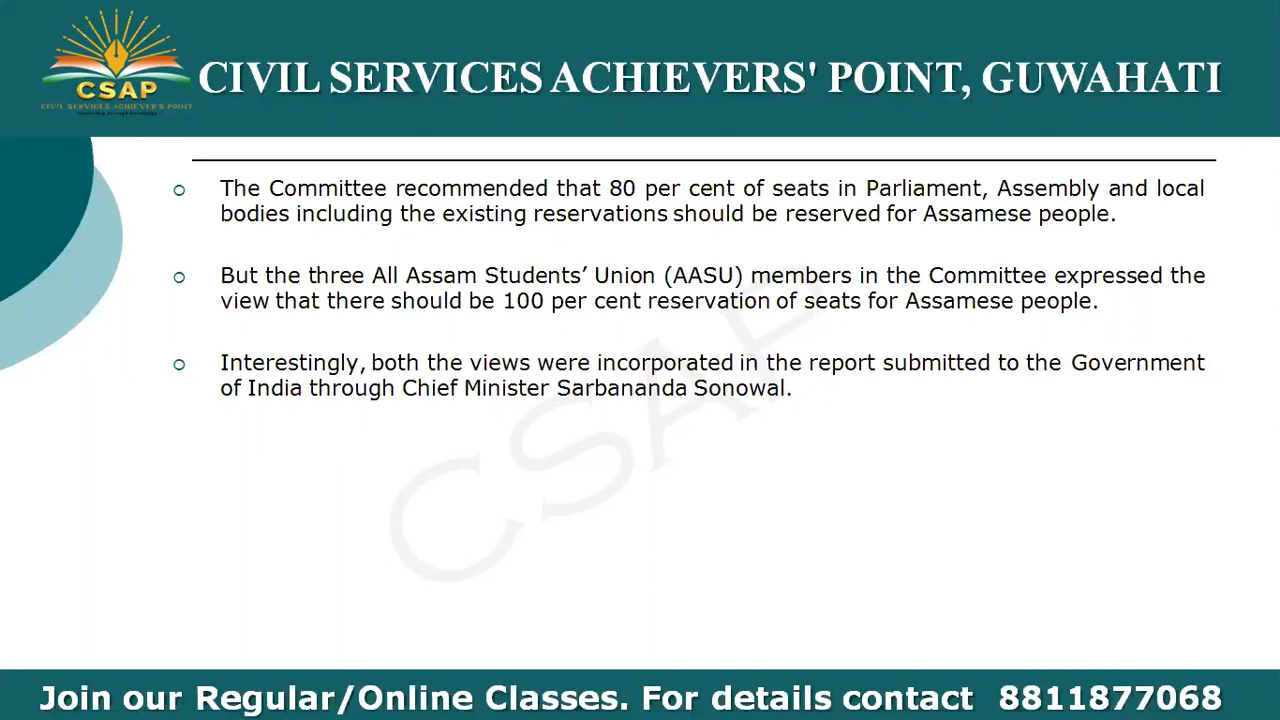 CSAP
CIVIL SERVICES ACHIEVER'S POINT
CIVIL SERVICES ACHIEVERS' POINT, GUWAHATI
The Committee recommended that 80 per cent of seats in Parliament, Assembly and local
bodies including the existing reservations should be reserved for Assamese people.
But the three All Assam Students’ Union (AASU) members in the Committee expressed the
view that there should be 100 per cent reservation of seats for Assamese people.
Interestingly, both the views were incorporated in the report submitted to the Government
of India through Chief Minister Sarbananda Sonowal.
CSAP
Join our Regular/Online Classes. For details contact 8811877068